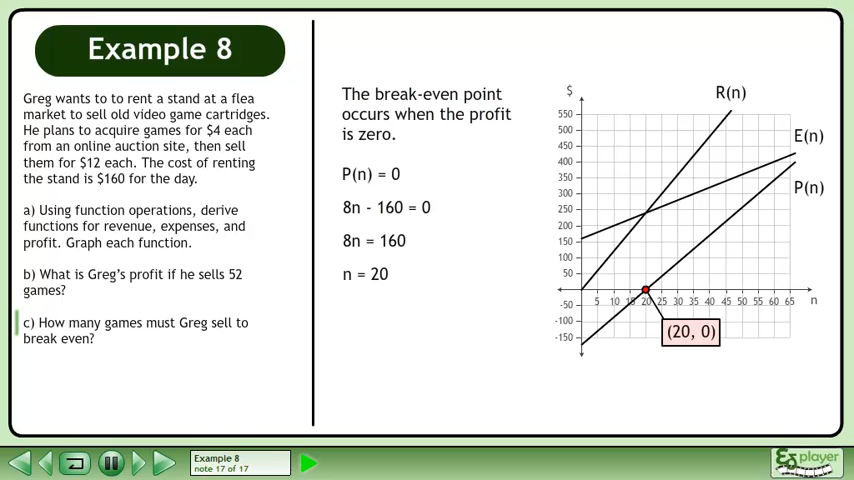 Example 8
Greg wants to to rent a stand at a flea
market to sell old video game cartridges.
He plans to acquire games for $4 each
from an online auction site, then sell
them for $12 each. The cost of renting
the stand is $160 for the day.
a) Using function operations, derive
functions for revenue, expenses, and
profit. Graph each function.
b) What is Greg's profit if he sells 52
games?
c) How many games must Greg sell to
break even?
The break-even point
occurs when the profit
is zero.
P(n) = 0
8n - 160 = 0
8n = 160
n = 20
$
R(n)
E(n)
P(n)
550
500
450
400
350
300
250
200
150
100
50
-50
-100
-150
5 10 15 20 25 30 35 40 45 50 55 60 65 n
(20, 0)
Example 8
note 17 of 17
player